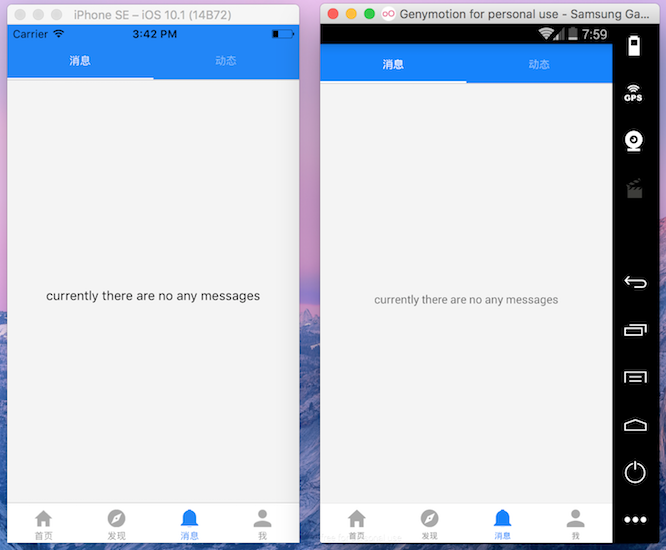 iPhone SE – iOS 10.1 (14B72)
Carrier
3:42 PM
消息
动态
currently there are no any messages
首页
发现
消息
我
Genymotion for personal use - Samsung Ga...
7:59
消息
动态
currently there are no any messages
首页
发现
消息
我
GPS